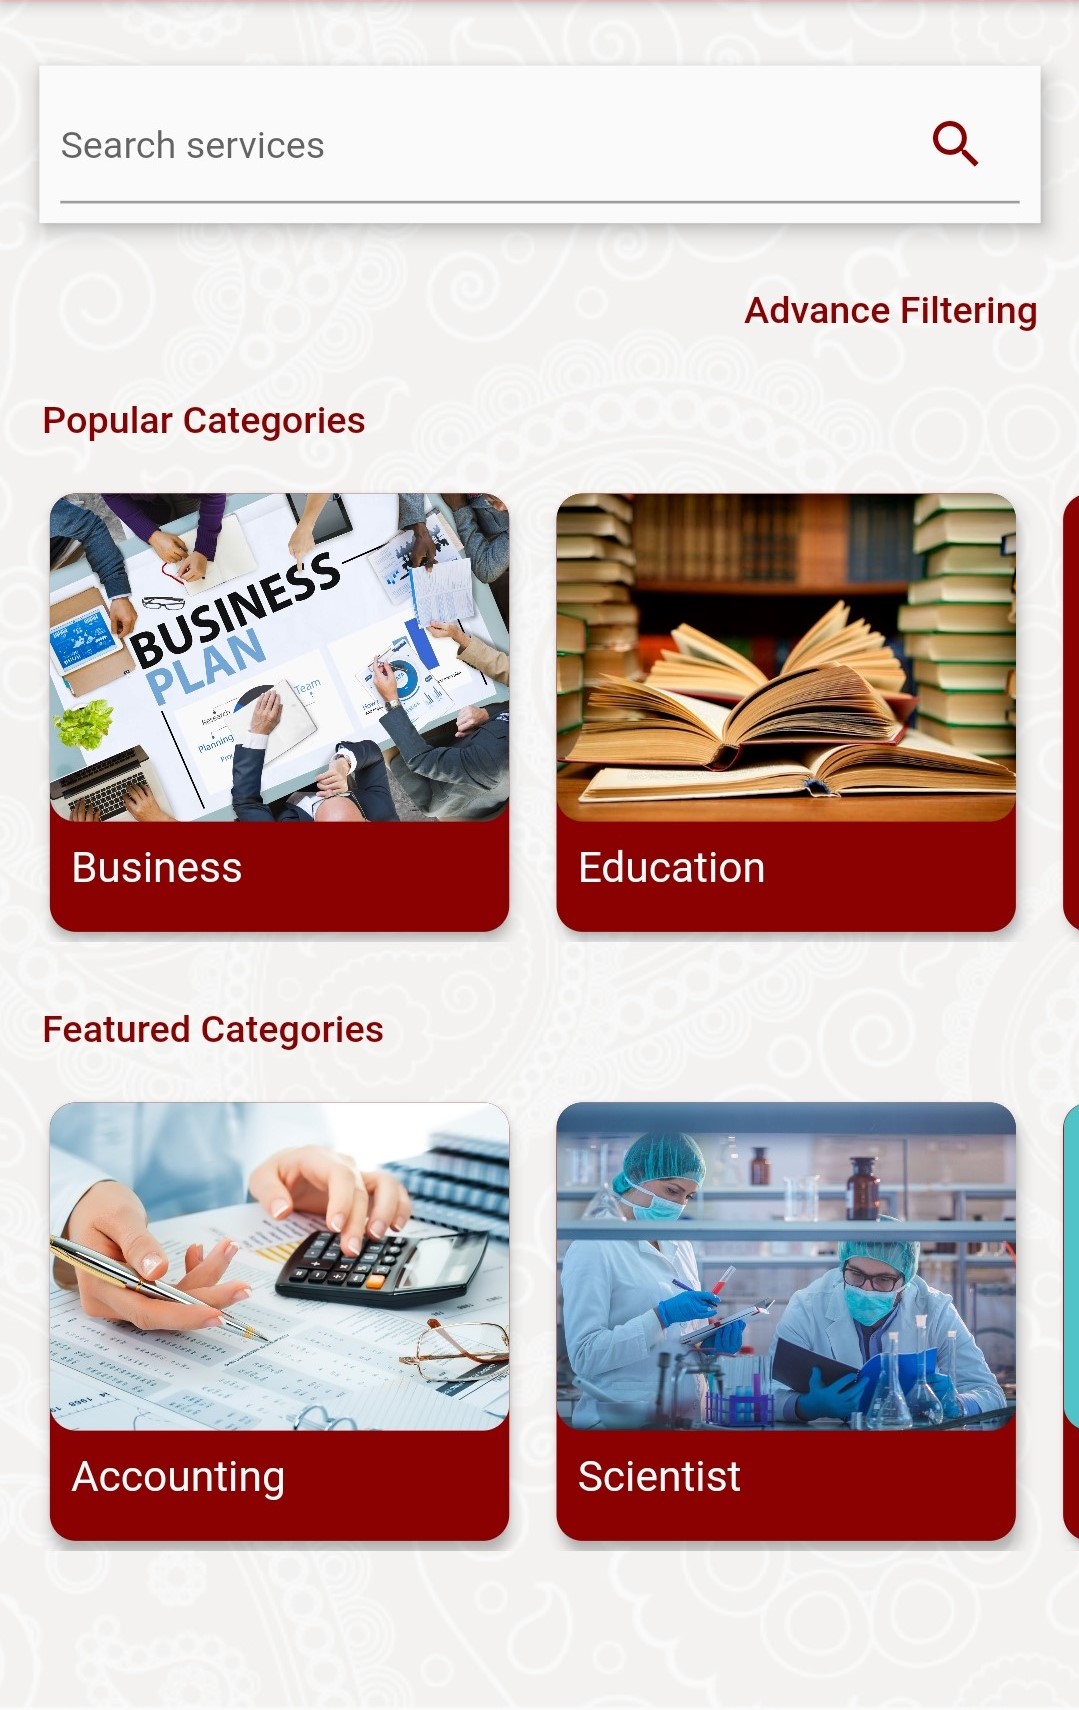 Search services
Advance Filtering
Popular Categories
BUSINESS
PLAN
Team
Research
Planning
Business
Education
Featured Categories
Accounting
Scientist